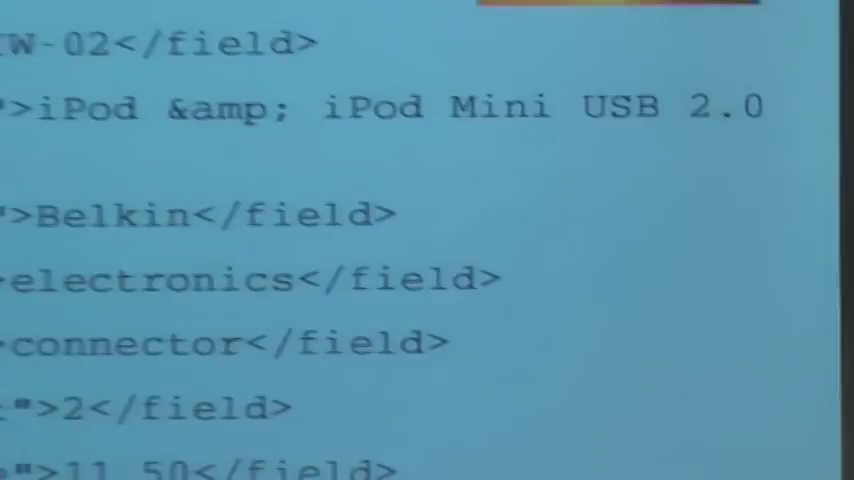 W-02</field>
">iPod &amp; iPod Mini USB 2.0
">Belkin</field>
>electronics</field>
>connector</field>
">2</field>
">11.50</field>